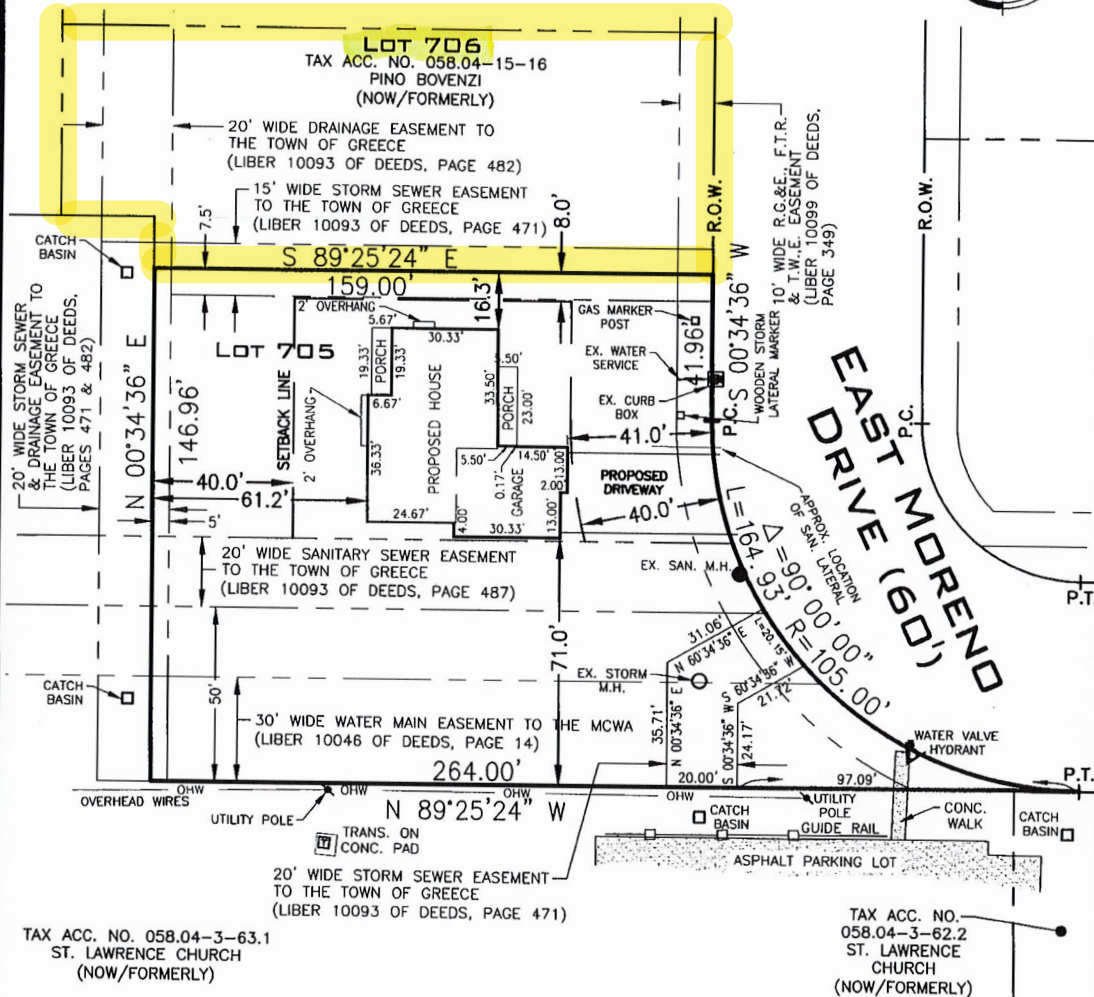 LOT 706
TAX ACC. NO. 058.04-15-16
PINO BOVENZI
(NOW/FORMERLY)
20' WIDE DRAINAGE EASEMENT TO
THE TOWN OF GREECE
(LIBER 10093 OF DEEDS, PAGE 482)
15' WIDE STORM SEWER EASEMENT
TO THE TOWN OF GREECE
(LIBER 10093 OF DEEDS, PAGE 471)
7.5'
8.0'
R.O.W.
10' WIDE R.G.&E., F.T.R.
& T.W.E. EASEMENT
(LIBER 10099 OF DEEDS,
PAGE 349)
R.O.W.
CATCH
BASIN
S 89°25'24" E
159.00'
16.3'
2' OVERHANG
5.67'
30.33'
GAS MARKER
POST
41.96'
S 00°34'36" W
WOODEN STORM
LATERAL MARKER
LOT 705
19.33'
PORCH
19.33'
5.50'
EX. WATER
SERVICE
EX. CURB
BOX
P.C.
P.C.
20' WIDE STORM SEWER
& DRAINAGE EASEMENT TO
THE TOWN OF GREECE
(LIBER 10093 OF DEEDS,
PAGES 471 & 482)
N 00°34'36" E
146.96'
SETBACK LINE
2' OVERHANG
6.67'
36.33'
PROPOSED HOUSE
33.50'
PORCH
23.00'
41.0'
EAST MORENO
DRIVE (60')
40.0'
61.2'
5'
5.50'
14.50'
13.00'
0.17'
GARAGE
2.00'
13.00'
PROPOSED
DRIVEWAY
40.0'
24.67'
4.00'
30.33'
APPROX. LOCATION
OF SAN. LATERAL
L=164.93'
Δ=90°00'00"
R=105.00'
20' WIDE SANITARY SEWER EASEMENT
TO THE TOWN OF GREECE
(LIBER 10093 OF DEEDS, PAGE 487)
EX. SAN. M.H.
P.T.
71.0'
31.06'
N 60°34'36" E
L=20.15'
S 60°34'36" W
21.72'
EX. STORM
M.H.
CATCH
BASIN
50'
30' WIDE WATER MAIN EASEMENT TO THE MCWA
(LIBER 10046 OF DEEDS, PAGE 14)
35.71'
N 00°34'36" E
S 00°34'36" W
24.17'
WATER VALVE
HYDRANT
264.00'
20.00'
97.09'
P.T.
OVERHEAD WIRES
OHW
OHW
OHW
OHW
N 89°25'24" W
UTILITY POLE
UTILITY
POLE
CATCH
BASIN
GUIDE RAIL
CONC.
WALK
CATCH
BASIN
T
TRANS. ON
CONC. PAD
ASPHALT PARKING LOT
20' WIDE STORM SEWER EASEMENT
TO THE TOWN OF GREECE
(LIBER 10093 OF DEEDS, PAGE 471)
TAX ACC. NO. 058.04-3-63.1
ST. LAWRENCE CHURCH
(NOW/FORMERLY)
TAX ACC. NO.
058.04-3-62.2
ST. LAWRENCE
CHURCH
(NOW/FORMERLY)